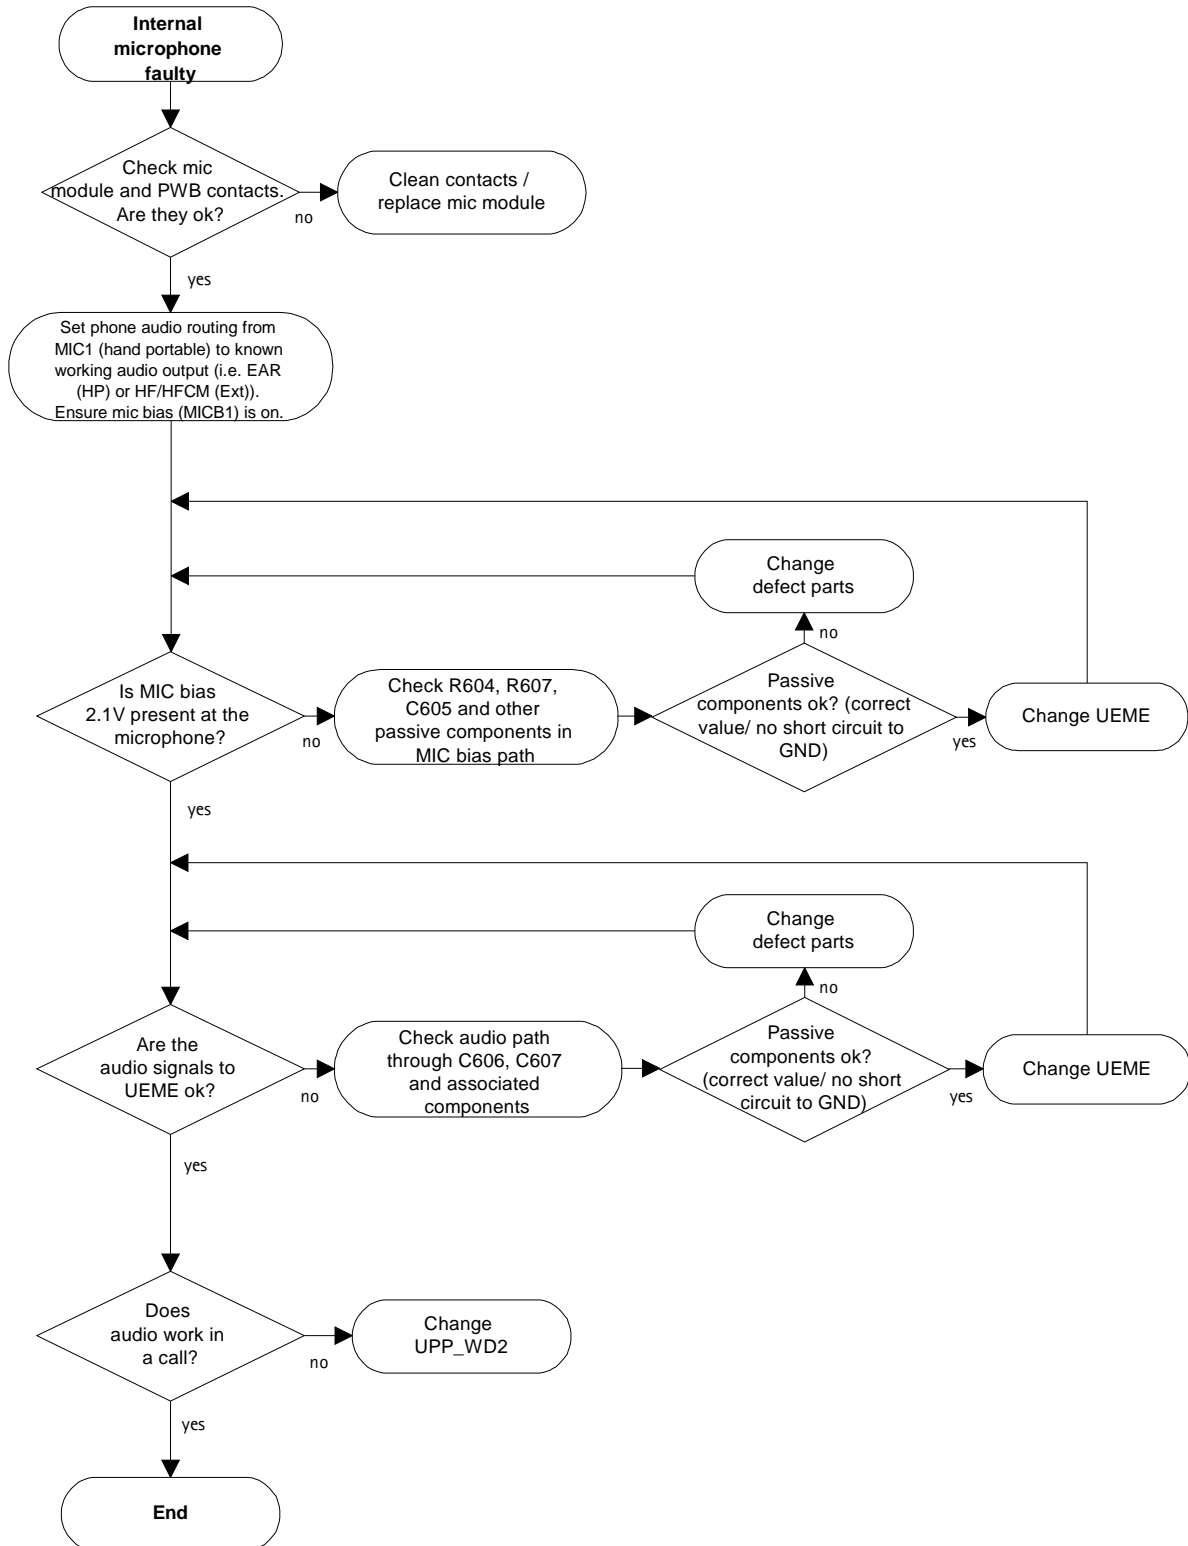 Internal
microphone
faulty
Check mic
module and PWB contacts.
Are they ok?
no
Clean contacts /
replace mic module
yes
Set phone audio routing from
MIC1 (hand portable) to known
working audio output (i.e. EAR
(HP) or HF/HFCM (Ext)).
Ensure mic bias (MICB1) is on.
Change
defect parts
no
Is MIC bias
2.1V present at the
microphone?
no
Check R604, R607,
C605 and other
passive components in
MIC bias path
Passive
components ok? (correct
value/ no short circuit to
GND)
yes
Change UEME
yes
Change
defect parts
no
Are the
audio signals to
UEME ok?
no
Check audio path
through C606, C607
and associated
components
Passive
components ok?
(correct value/ no short
circuit to GND)
yes
Change UEME
yes
Does
audio work in
a call?
no
Change
UPP_WD2
yes
End